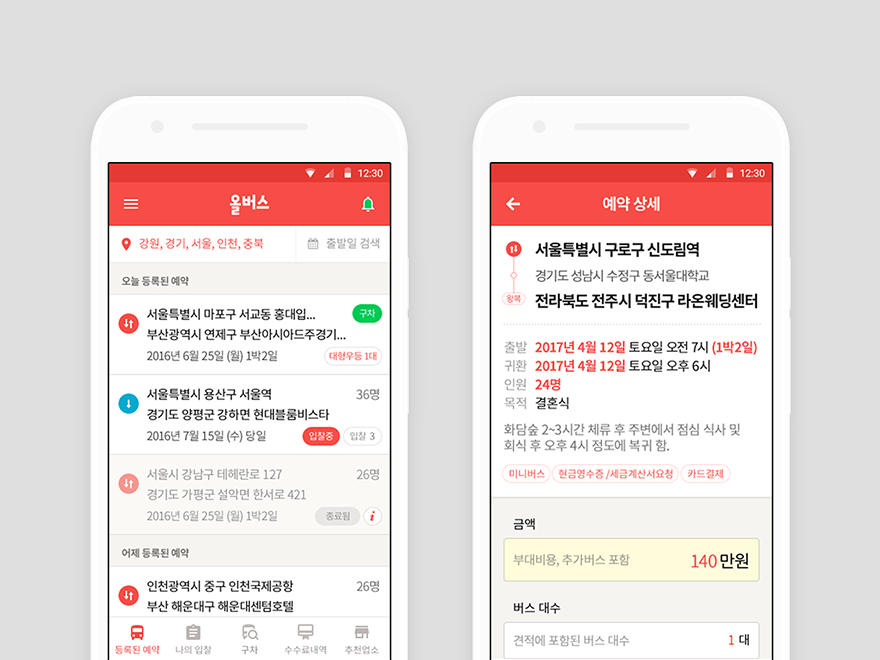 12:30
올버스
강원, 경기, 서울, 인천, 충북
출발일 검색
오늘 등록된 예약
서울특별시 마포구 서교동 홍대입...
구차
부산광역시 연제구 부산아시아드주경기...
2016년 6월 25일 (월) 1박2일
대형우등 1대
서울특별시 용산구 서울역
36명
경기도 양평군 강하면 현대블룸비스타
2016년 7월 15일 (수) 당일
입찰중
입찰 3
서울시 강남구 테헤란로 127
26명
경기도 가평군 설악면 한서로 421
2016년 6월 25일 (월) 1박2일
종료됨
i
어제 등록된 예약
인천광역시 중구 인천국제공항
26명
부산 해운대구 해운대센텀호텔
등록된 예약
나의 입찰
구차
수수료내역
추천업소
12:30
예약 상세
서울특별시 구로구 신도림역
경기도 성남시 수정구 동서울대학교
왕복
전라북도 전주시 덕진구 라온웨딩센터
출발 2017년 4월 12일 토요일 오전 7시 (1박2일)
귀환 2017년 4월 12일 토요일 오후 6시
인원 24명
목적 결혼식
화담숲 2~3시간 체류 후 주변에서 점심 식사 및
회식 후 오후 4시 정도에 복귀 함.
미니버스
현금영수증 /세금계산서요청
카드결제
금액
부대비용, 추가버스 포함
140만원
버스 대수
견적에 포함된 버스 대수
1 대